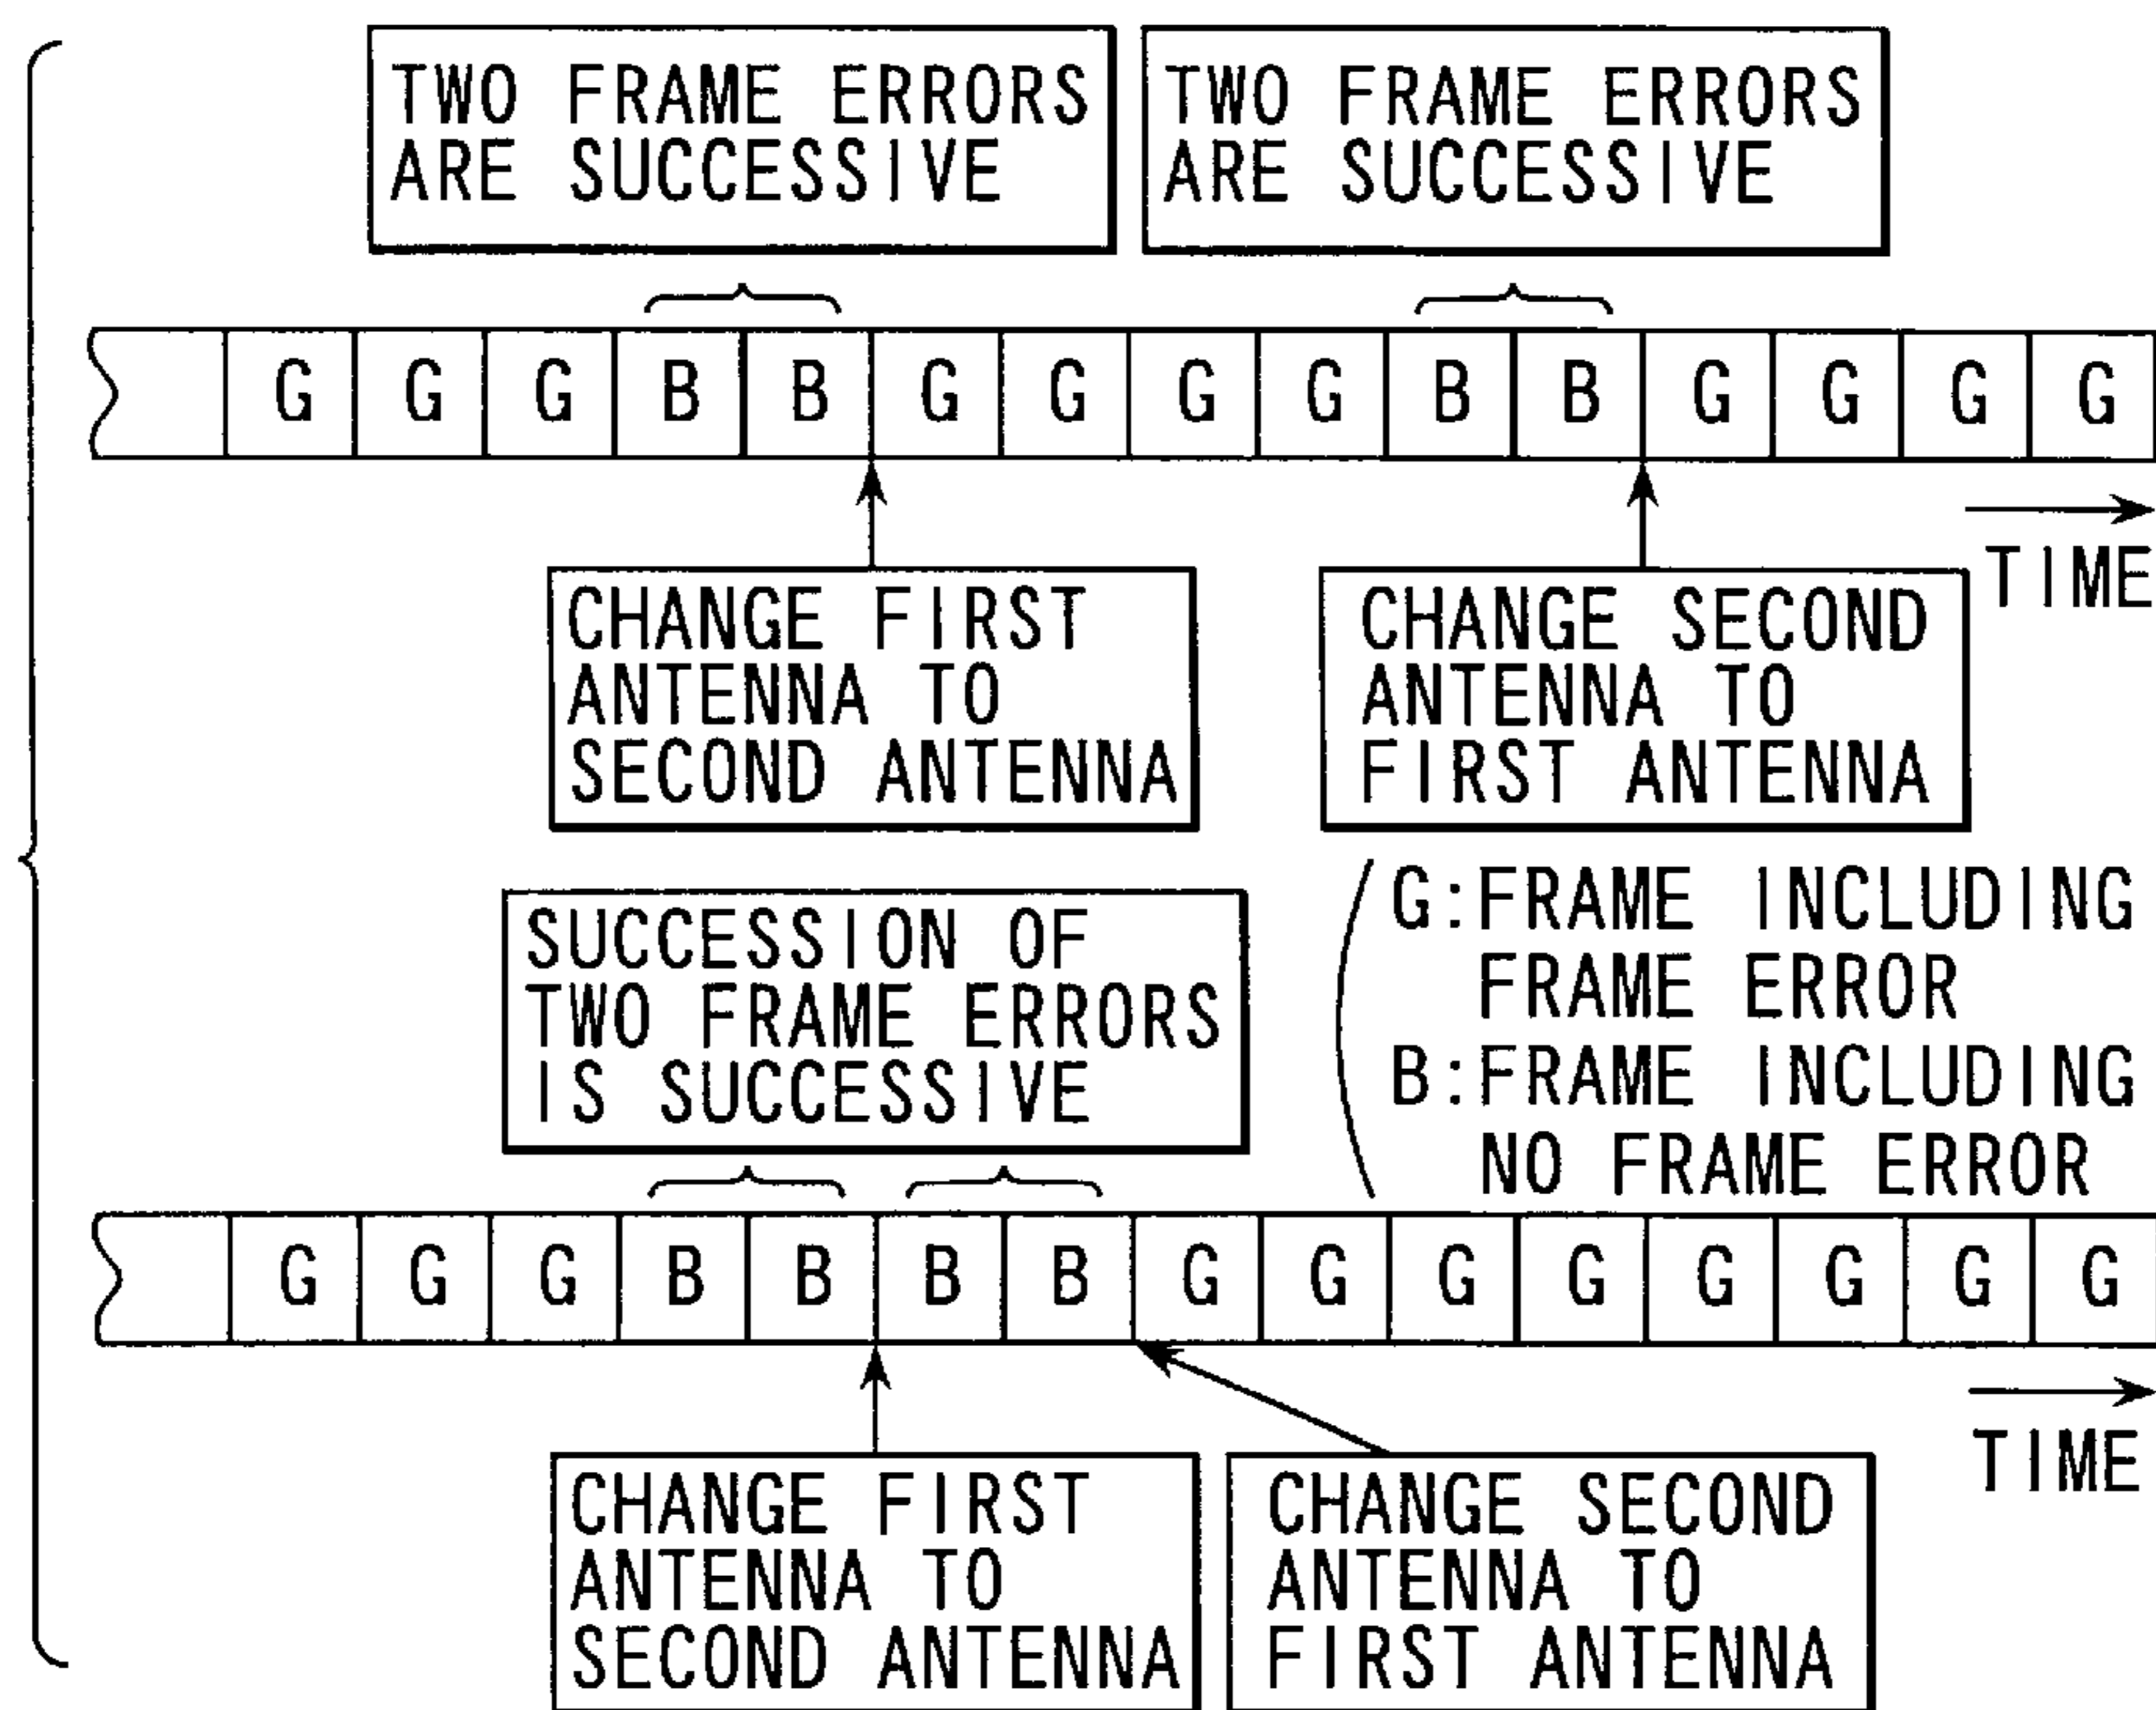 TWO FRAME ERRORS
ARE SUCCESSIVE
TWO FRAME ERRORS
ARE SUCCESSIVE
G G G B B G G G G B B G G G G
TIME
CHANGE FIRST
ANTENNA TO
SECOND ANTENNA
CHANGE SECOND
ANTENNA TO
FIRST ANTENNA
G:FRAME INCLUDING
FRAME ERROR
B:FRAME INCLUDING
NO FRAME ERROR
SUCCESSION OF
TWO FRAME ERRORS
IS SUCCESSIVE
G G G B B B B G G G G G G G G
TIME
CHANGE FIRST
ANTENNA TO
SECOND ANTENNA
CHANGE SECOND
ANTENNA TO
FIRST ANTENNA